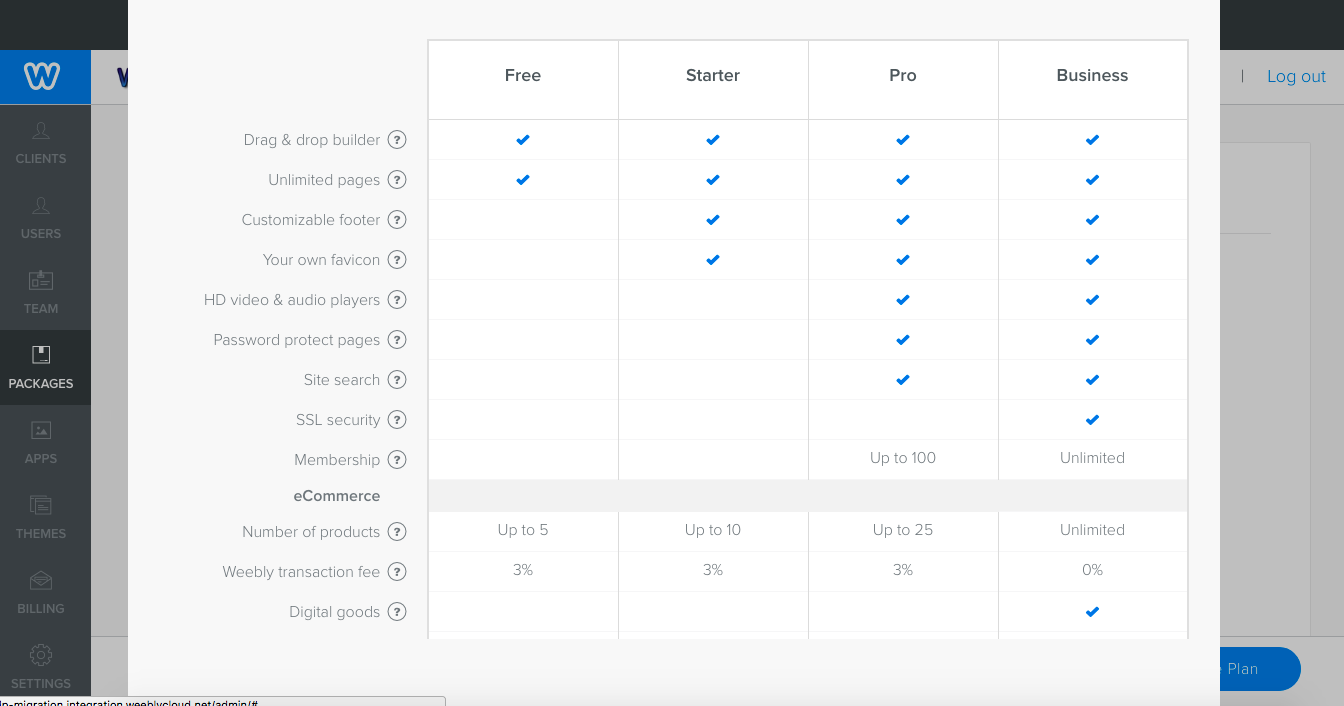 Free Starter Pro Business
| Log out
Drag & drop builder ?
CLIENTS
Unlimited pages ?
Customizable footer ?
USERS
Your own favicon ?
HD video & audio players ?
TEAM
Password protect pages ?
PACKAGES
Site search ?
SSL security ?
APPS
Membership ? Up to 100 Unlimited
eCommerce
THEMES
Number of products ? Up to 5 Up to 10 Up to 25 Unlimited
Weebly transaction fee ? 3% 3% 3% 0%
BILLING
Digital goods ?
Plan
SETTINGS
-migration.integration.weeblycloud.net/admin/#